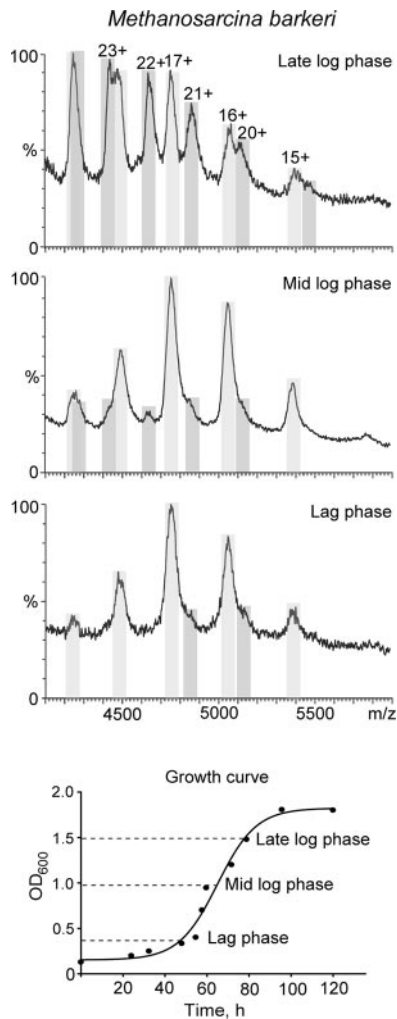 Methanosarcina barkeri
Late log phase
100
23+
22+
17+
21+
16+
20+
15+
%
0
Mid log phase
100
%
0
Lag phase
100
%
0
4500 5000 5500 m/z
Growth curve
2.0
1.5
1.0
0.5
0
OD600
Late log phase
Mid log phase
Lag phase
0 20 40 60 80 100 120
Time, h